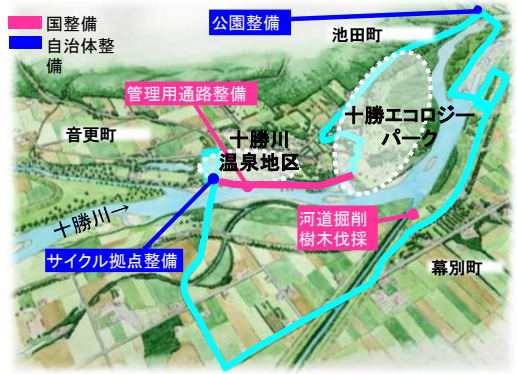 国整備
自治体整
備
公園整備
池田町
管理用通路整備
音更町
十勝川
温泉地区
十勝エコロジー
パーク
十勝川→
河道掘削
樹木伐採
サイクル拠点整備
幕別町